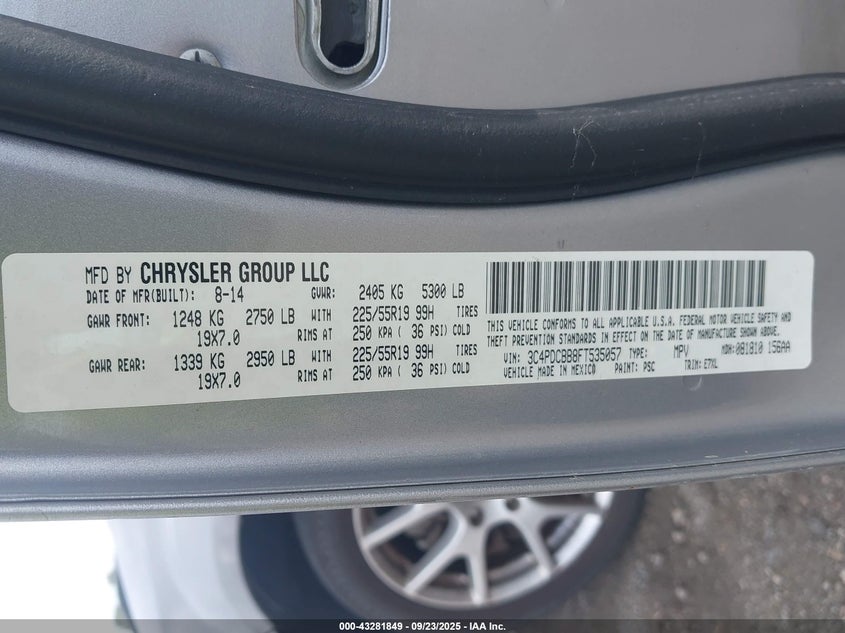 MFD BY CHRYSLER GROUP LLC
DATE OF MFR(BUILT): 8-14 GVWR: 2405 KG 5300 LB
GAWR FRONT: 1248 KG 2750 LB WITH 225/55R19 99H TIRES
19X7.0 RIMS AT 250 KPA ( 36 PSI) COLD
GAWR REAR: 1339 KG 2950 LB WITH 225/55R19 99H TIRES
19X7.0 RIMS AT 250 KPA ( 36 PSI) COLD
THIS VEHICLE CONFORMS TO ALL APPLICABLE U.S.A. FEDERAL MOTOR VEHICLE SAFETY AND
THEFT PREVENTION STANDARDS IN EFFECT ON THE DATE OF MANUFACTURE SHOWN ABOVE.
VIN: 3C4PDCBB8FT535057 TYPE: MPV MDH: 081810 156AA
VEHICLE MADE IN MEXICO PAINT: PSC TRIM: E7XL
000-43281849 - 09/23/2025 - IAA Inc.